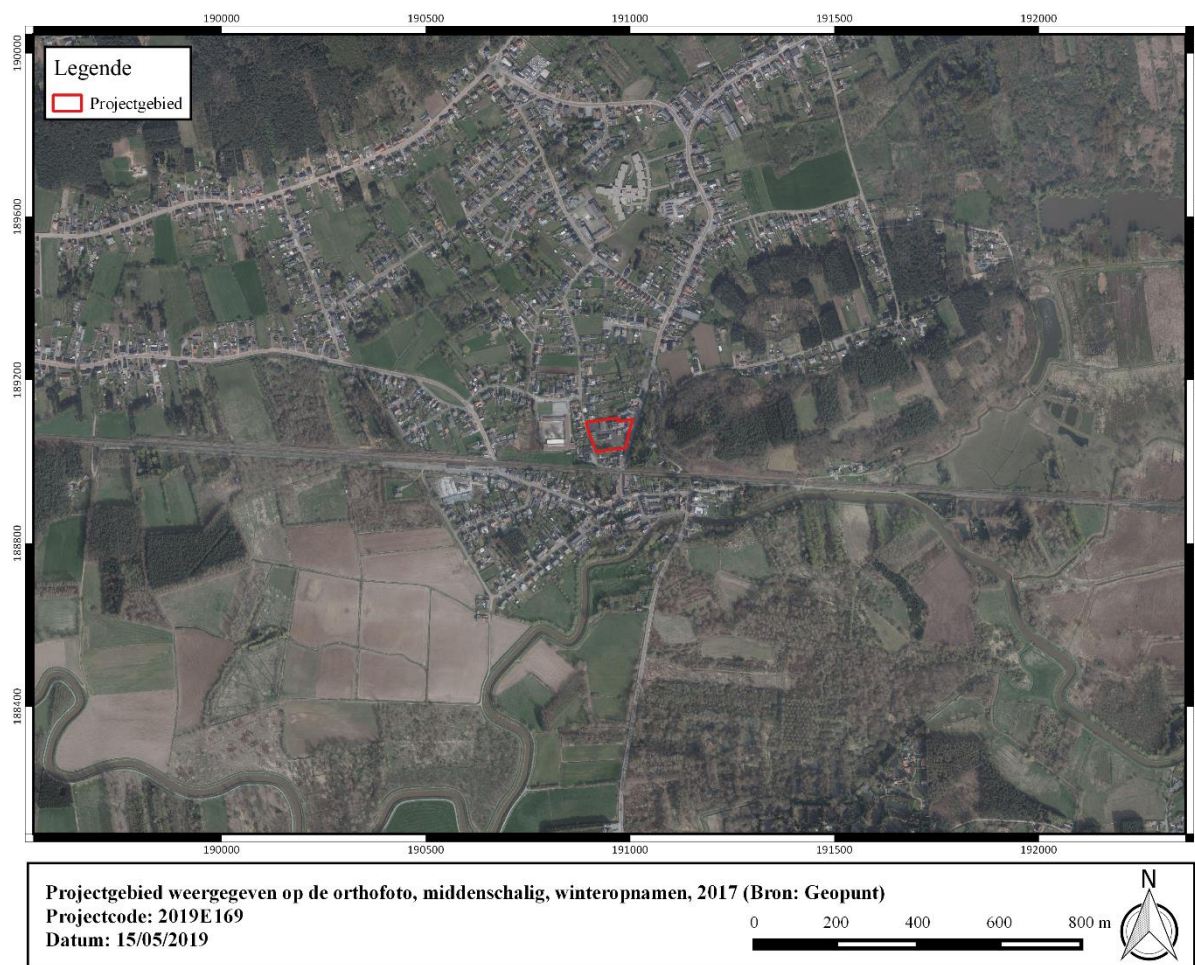 190000 190500 191000 191500 192000
190000
189600
189200
188800
188400
Legende
Projectgebied
190000 190500 191000 191500 192000
Projectgebied weergegeven op de orthofoto, middenschalig, winteropnamen, 2017 (Bron: Geopunt)
Projectcode: 2019E169
Datum: 15/05/2019
0 200 400 600 800 m
N